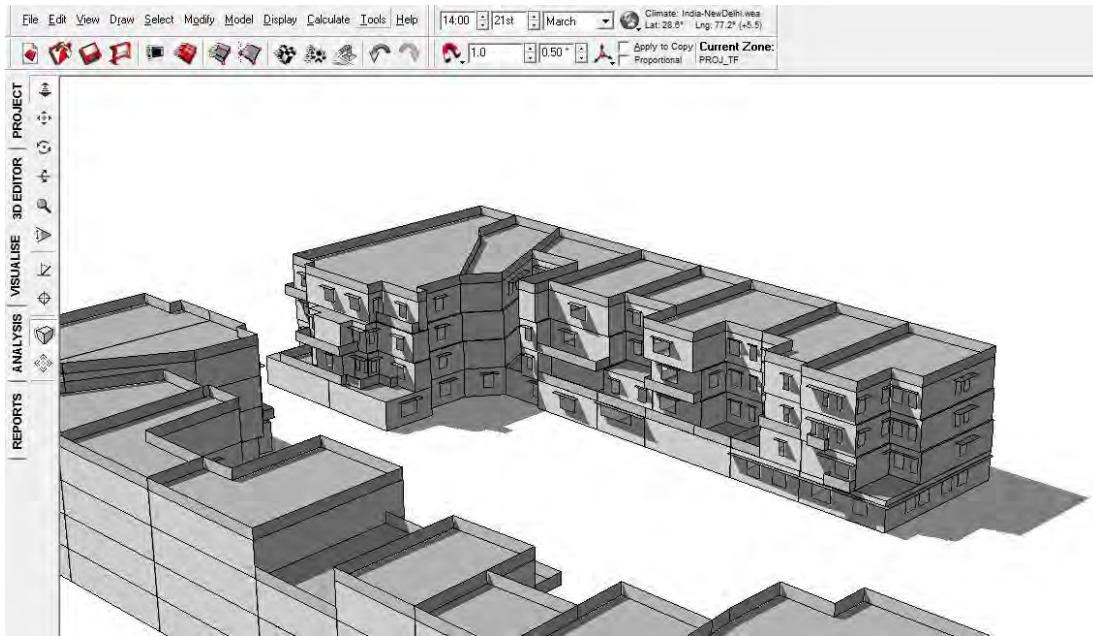 File Edit View Draw Select Modify Model Display Calculate Tools Help
14:00 21st March
Climate: India-NewDelhi.wea
Lat: 28.6° Lng: 77.2° (+5.5)
1.0 0.50 °
Apply to Copy
Proportional
Current Zone:
PROJ_TF
PROJECT
3D EDITOR
VISUALISE
ANALYSIS
REPORTS